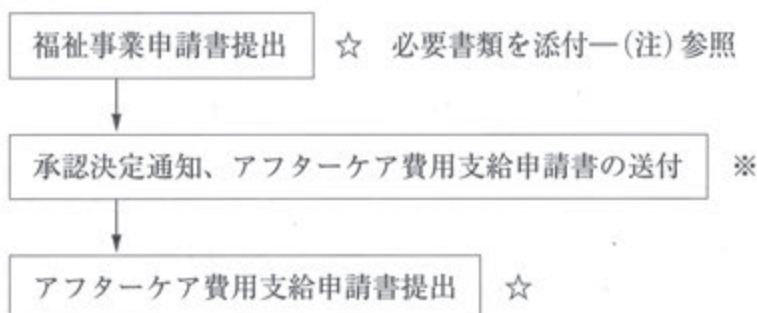 福祉事業申請書提出 ☆ 必要書類を添付―(注)参照
承認決定通知、アフターケア費用支給申請書の送付 ※
アフターケア費用支給申請書提出 ☆